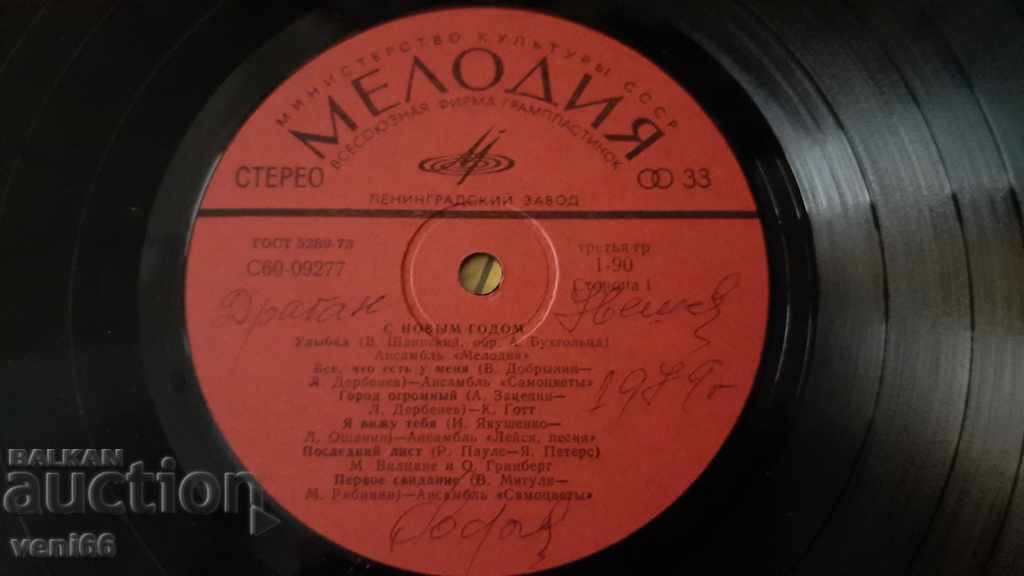 МИНИСТЕРСТВО КУЛЬТУРЫ СССР
МЕЛОДИЯ
ВСЕСОЮЗНАЯ ФИРМА ГРАМПЛАСТИНОК
СТЕРЕО
33
ЛЕНИНГРАДСКИЙ ЗАВОД
ГОСТ 5289-73
третья гр
С60-09277
1-90
Сторона 1
Драган
С НОВЫМ ГОДОМ
Улыбка (В. Шаинский, обр. А. Бухгольца)
Ансамбль «Мелодия»
Все, что есть у меня (В. Добрынин—
Л. Дербенев)—Ансамбль «Самоцветы»
Город огромный (А. Зацепин—
Л. Дербенев)—К. Готт
Я вижу тебя (И. Якушенко—
Л. Ошанин)—Ансамбль «Лейся, песня»
Последний лист (Р. Паулс—Я. Петерс)
М. Вилцане и О. Гринберг
Первое свидание (В. Мигуля—
М. Рябинин)—Ансамбль «Самоцветы»
1979г
BALKAN
Auction
veni66